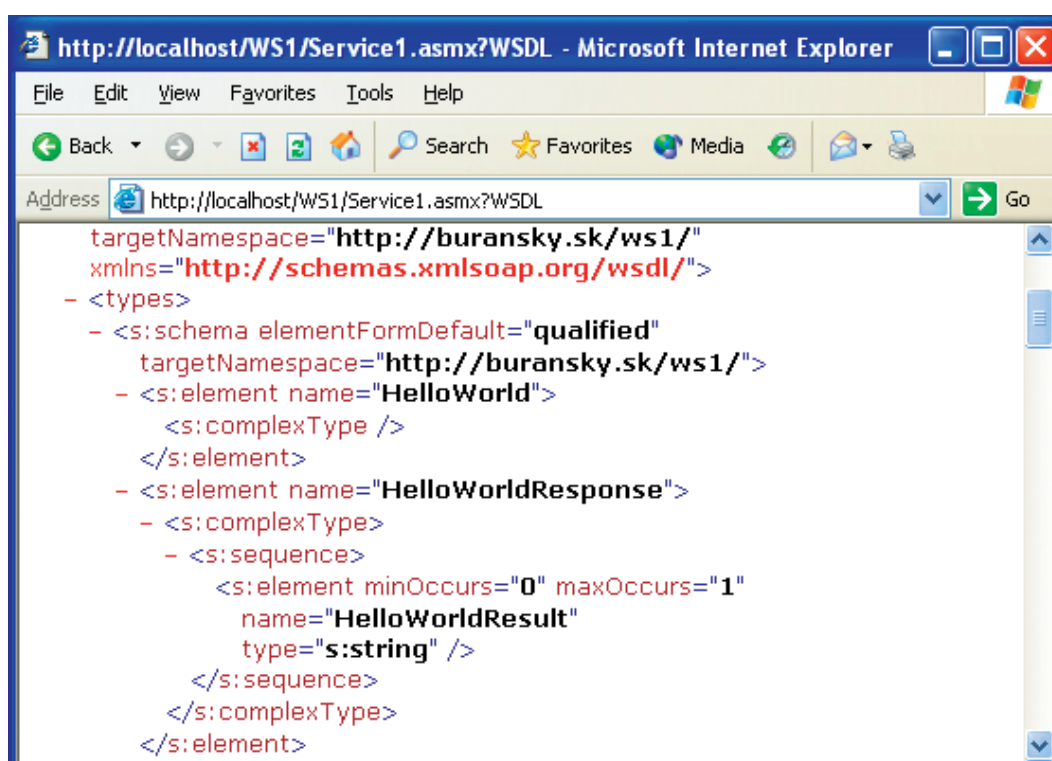 http://localhost/WS1/Service1.asmx?WSDL - Microsoft Internet Explorer
File Edit View Favorites Tools Help
Back Search Favorites Media
Address http://localhost/WS1/Service1.asmx?WSDL Go
targetNamespace="http://buransky.sk/ws1/"
xmlns="http://schemas.xmlsoap.org/wsdl/">
- <types>
- <s:schema elementFormDefault="qualified"
targetNamespace="http://buransky.sk/ws1/">
- <s:element name="HelloWorld">
<s:complexType />
</s:element>
- <s:element name="HelloWorldResponse">
- <s:complexType>
- <s:sequence>
<s:element minOccurs="0" maxOccurs="1"
name="HelloWorldResult"
type="s:string" />
</s:sequence>
</s:complexType>
</s:element>